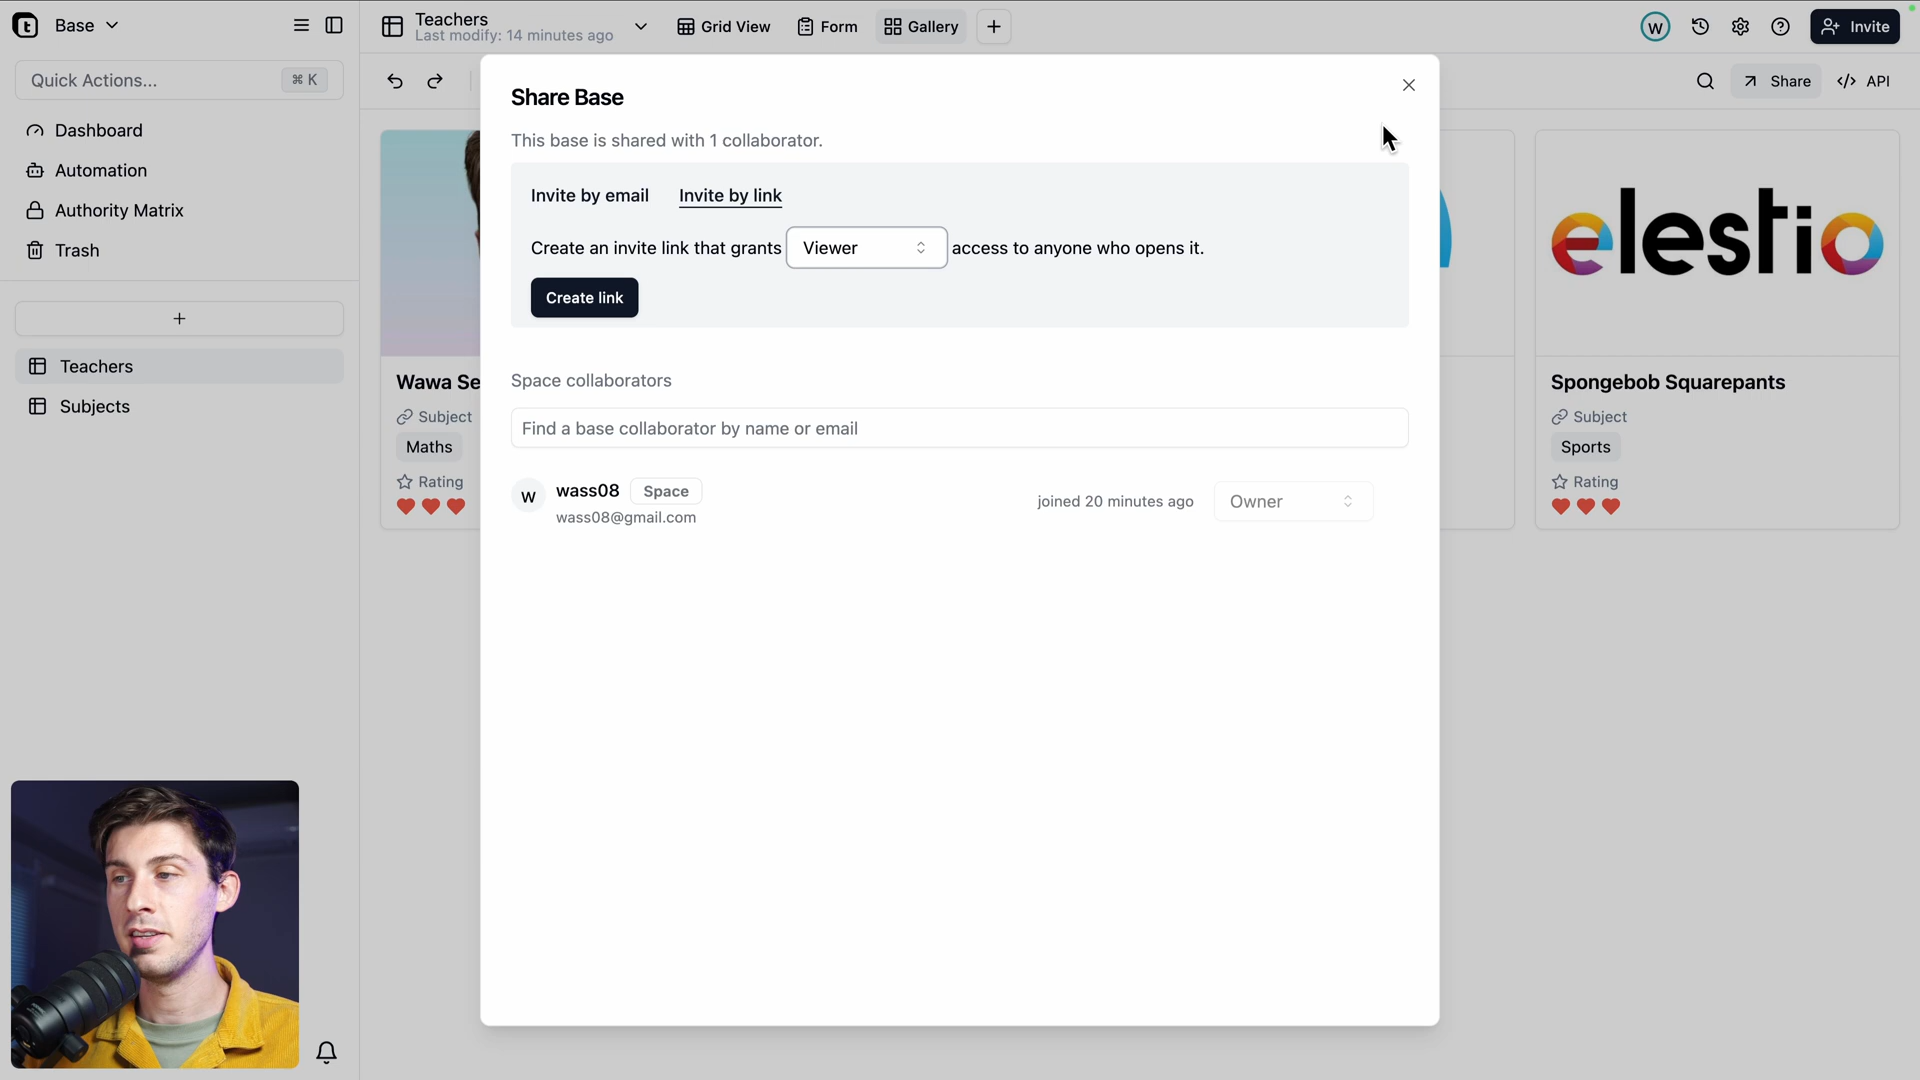 Base
Quick Actions...
⌘ K
Dashboard
Automation
Authority Matrix
Trash
+
Teachers
Subjects
Teachers
Last modify: 14 minutes ago
Grid View
Form
Gallery
+
W
Invite
Share
API
Share Base
This base is shared with 1 collaborator.
Invite by email
Invite by link
Create an invite link that grants Viewer access to anyone who opens it.
Create link
Space collaborators
Find a base collaborator by name or email
W
wass08
Space
wass08@gmail.com
joined 20 minutes ago
Owner
Wawa Se
Subject
Maths
Rating
elestio
Spongebob Squarepants
Subject
Sports
Rating